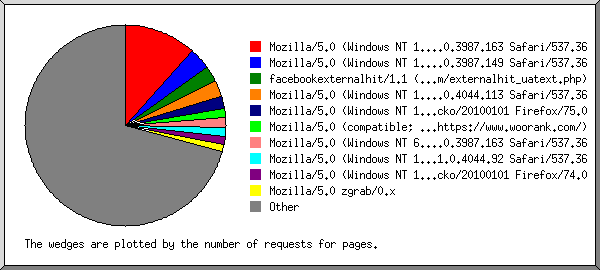 Mozilla/5.0 (Windows NT 1....0.3987.163 Safari/537.36
Mozilla/5.0 (Windows NT 1....0.3987.149 Safari/537.36
facebookexternalhit/1.1 (...m/externalhit_uatext.php)
Mozilla/5.0 (Windows NT 1....0.4044.113 Safari/537.36
Mozilla/5.0 (Windows NT 1...cko/20100101 Firefox/75.0
Mozilla/5.0 (compatible; ...https://www.woorank.com/)
Mozilla/5.0 (Windows NT 6....0.3987.163 Safari/537.36
Mozilla/5.0 (Windows NT 1...1.0.4044.92 Safari/537.36
Mozilla/5.0 (Windows NT 1...cko/20100101 Firefox/74.0
Mozilla/5.0 zgrab/0.x
Other
The wedges are plotted by the number of requests for pages.